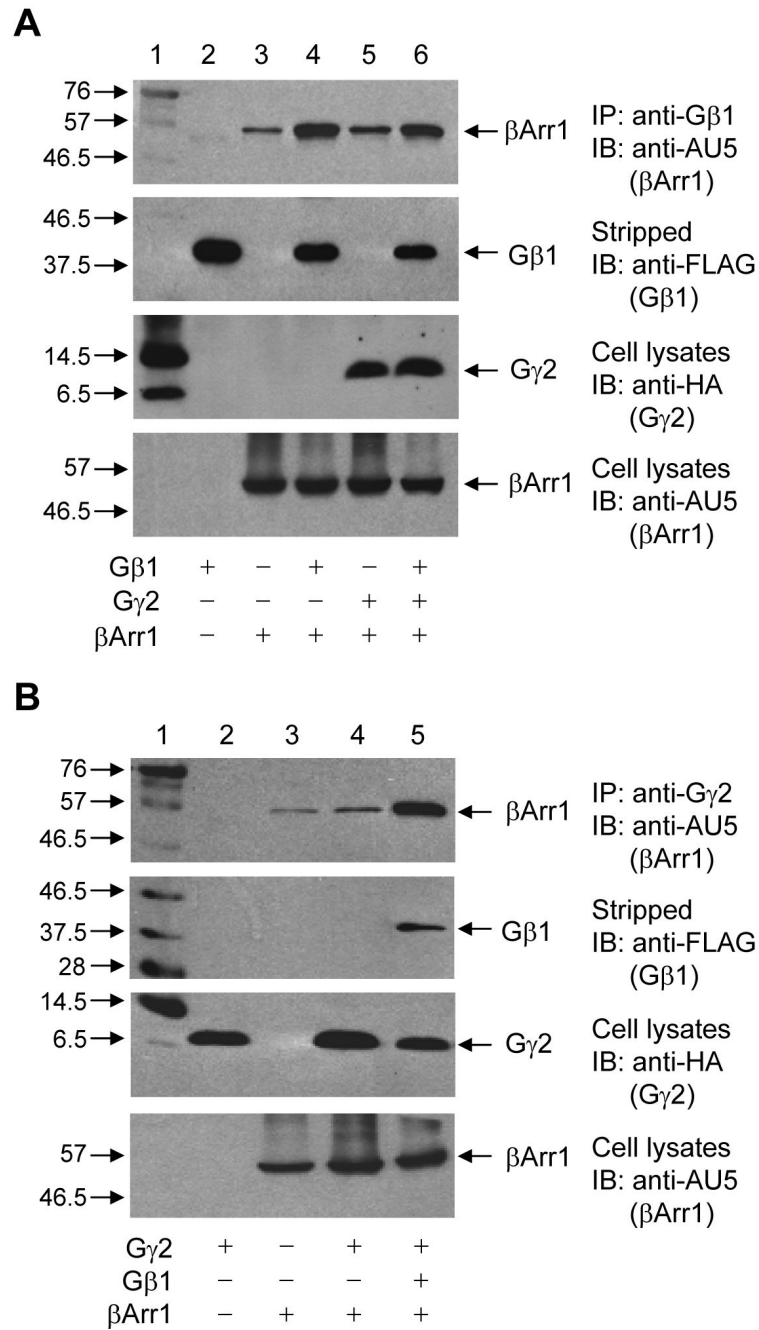 A
1 2 3 4 5 6
76
57
46.5
βArr1
IP: anti-Gβ1
IB: anti-AU5
(βArr1)
46.5
37.5
Gβ1
Stripped
IB: anti-FLAG
(Gβ1)
14.5
6.5
Gγ2
Cell lysates
IB: anti-HA
(Gγ2)
57
46.5
βArr1
Cell lysates
IB: anti-AU5
(βArr1)
Gβ1 + − + − +
Gγ2 − − − + +
βArr1 − + + + +
B
1 2 3 4 5
76
57
46.5
βArr1
IP: anti-Gγ2
IB: anti-AU5
(βArr1)
46.5
37.5
28
Gβ1
Stripped
IB: anti-FLAG
(Gβ1)
14.5
6.5
Gγ2
Cell lysates
IB: anti-HA
(Gγ2)
57
46.5
βArr1
Cell lysates
IB: anti-AU5
(βArr1)
Gγ2 + − + +
Gβ1 − − − +
βArr1 − + + +